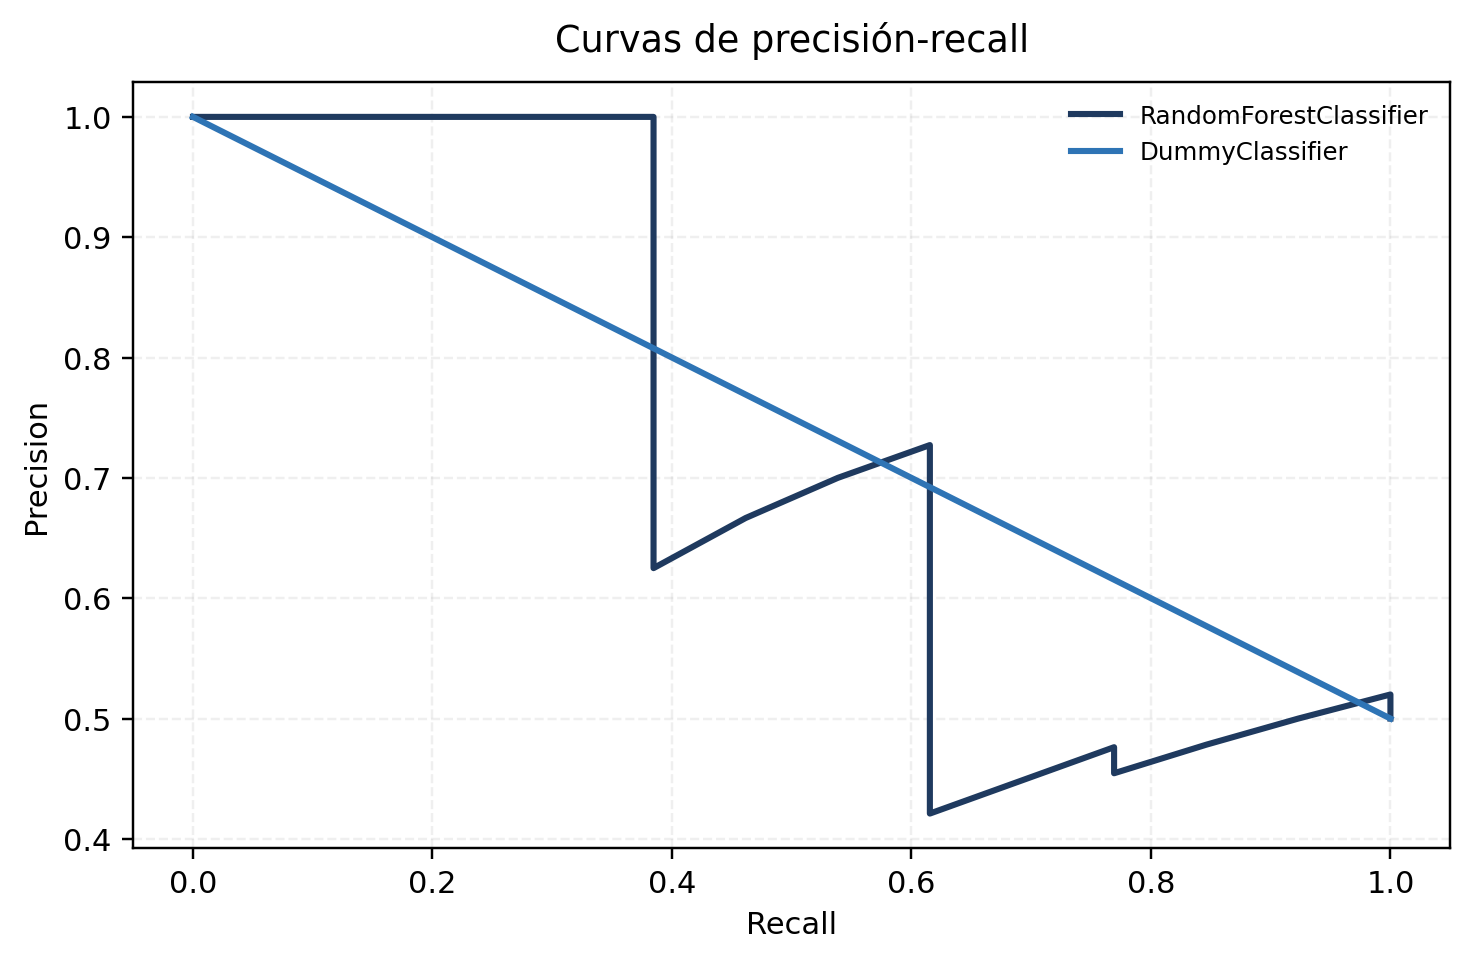 Curvas de precisión-recall
RandomForestClassifier
DummyClassifier
Precision
1.0
0.9
0.8
0.7
0.6
0.5
0.4
0.0 0.2 0.4 0.6 0.8 1.0
Recall